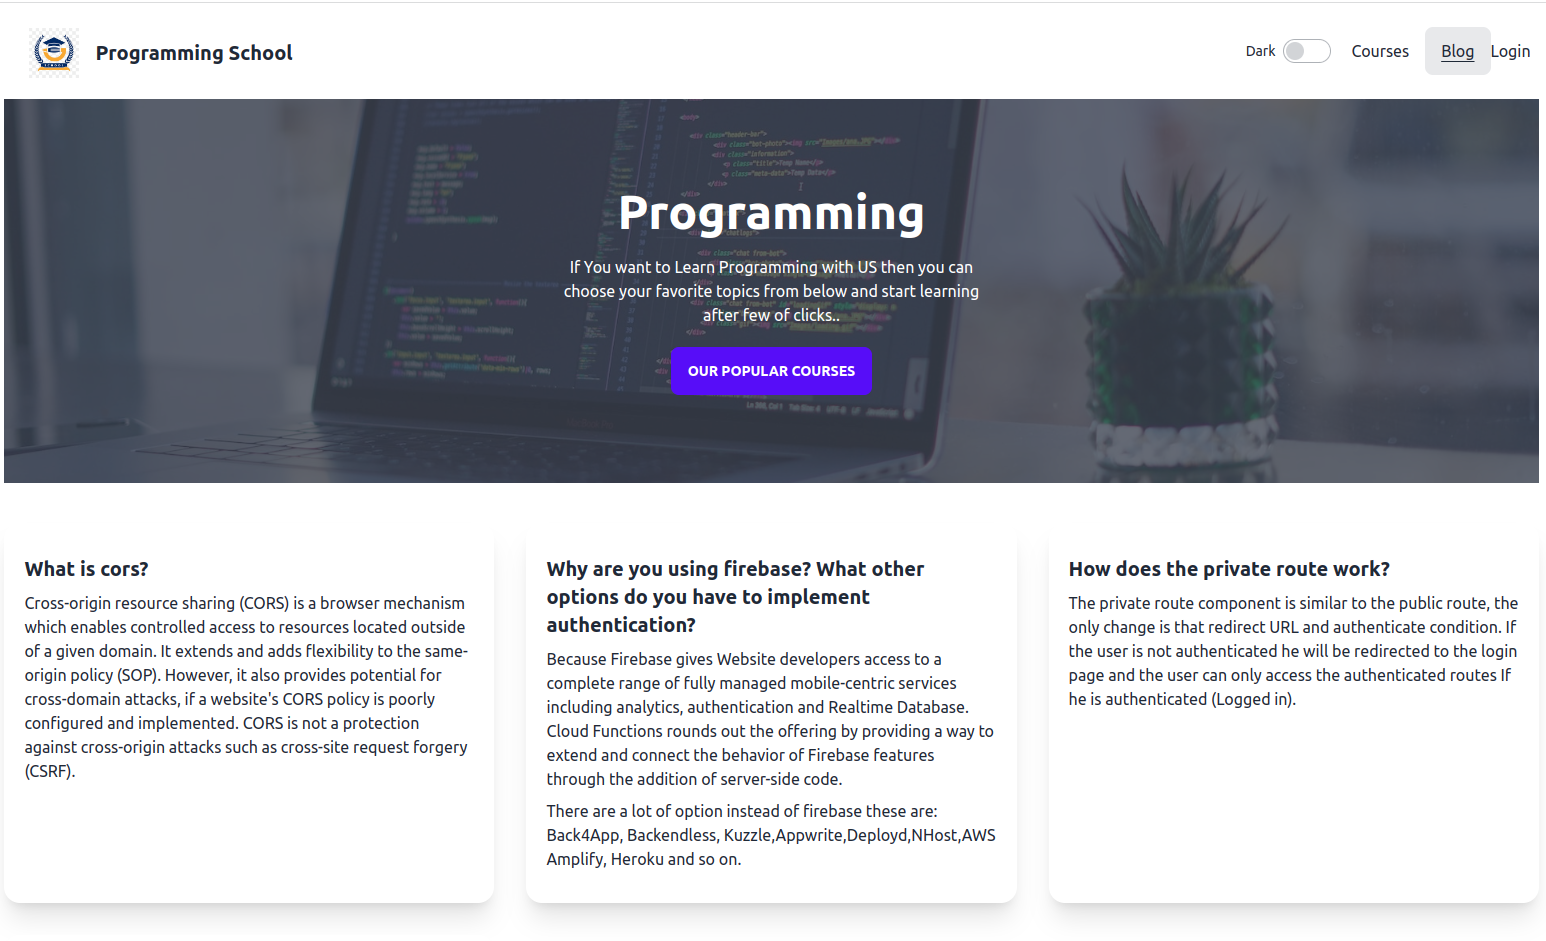 Programming School
Dark
Courses
Blog
Login
Programming
If You want to Learn Programming with US then you can
choose your favorite topics from below and start learning
after few of clicks..
OUR POPULAR COURSES
What is cors?
Cross-origin resource sharing (CORS) is a browser mechanism
which enables controlled access to resources located outside
of a given domain. It extends and adds flexibility to the same-
origin policy (SOP). However, it also provides potential for
cross-domain attacks, if a website's CORS policy is poorly
configured and implemented. CORS is not a protection
against cross-origin attacks such as cross-site request forgery
(CSRF).
Why are you using firebase? What other
options do you have to implement
authentication?
Because Firebase gives Website developers access to a
complete range of fully managed mobile-centric services
including analytics, authentication and Realtime Database.
Cloud Functions rounds out the offering by providing a way to
extend and connect the behavior of Firebase features
through the addition of server-side code.
There are a lot of option instead of firebase these are:
Back4App, Backendless, Kuzzle,Appwrite,Deployd,NHost,AWS
Amplify, Heroku and so on.
How does the private route work?
The private route component is similar to the public route, the
only change is that redirect URL and authenticate condition. If
the user is not authenticated he will be redirected to the login
page and the user can only access the authenticated routes If
he is authenticated (Logged in).